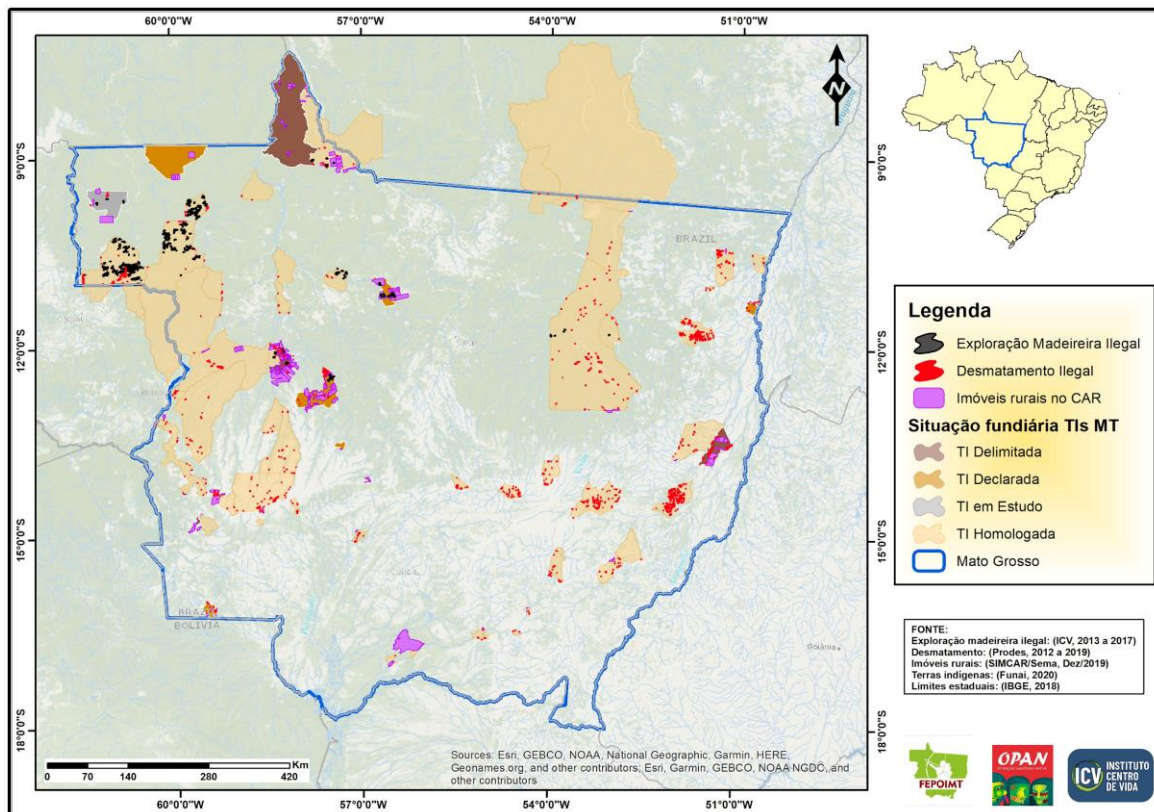 60°0'0"W 57°0'0"W 54°0'0"W 51°0'0"W
N
9°0'0"S 9°0'0"S
BRAZIL
12°0'0"S 12°0'0"S
15°0'0"S 15°0'0"S
BRAZIL
BOLIVIA
Goiânia
18°0'0"S 18°0'0"S
Sources: Esri, GEBCO, NOAA, National Geographic, Garmin, HERE,
Geonames.org, and other contributors; Esri, Garmin, GEBCO, NOAA NGDC, and
other contributors
Km
0 70 140 280 420
60°0'0"W 57°0'0"W 54°0'0"W 51°0'0"W
Legenda
Exploração Madeireira Ilegal
Desmatamento Ilegal
Imóveis rurais no CAR
Situação fundiária TIs MT
TI Delimitada
TI Declarada
TI em Estudo
TI Homologada
Mato Grosso
FONTE:
Exploração madeireira ilegal: (ICV, 2013 a 2017)
Desmatamento: (Prodes, 2012 a 2019)
Imóveis rurais: (SIMCAR/Sema, Dez/2019)
Terras indígenas: (Funai, 2020)
Limites estaduais: (IBGE, 2018)
FEPOIMT
OPAN
ICV INSTITUTO
CENTRO
DE VIDA